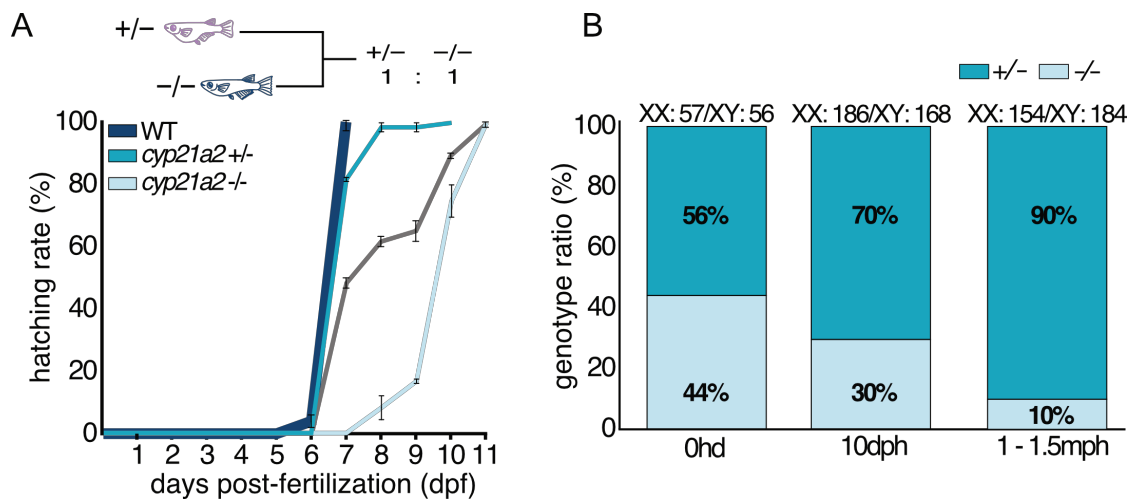 A
+/–
–/–
+/–
–/–
1 : 1
WT
cyp21a2 +/-
cyp21a2 -/-
hatching rate (%)
100
80
60
40
20
0
1 2 3 4 5 6 7 8 9 10 11
days post-fertilization (dpf)
B
+/-
-/-
XX: 57/XY: 56
XX: 186/XY: 168
XX: 154/XY: 184
genotype ratio (%)
100
80
60
40
20
0
56%
70%
90%
44%
30%
10%
0hd
10dph
1 - 1.5mph